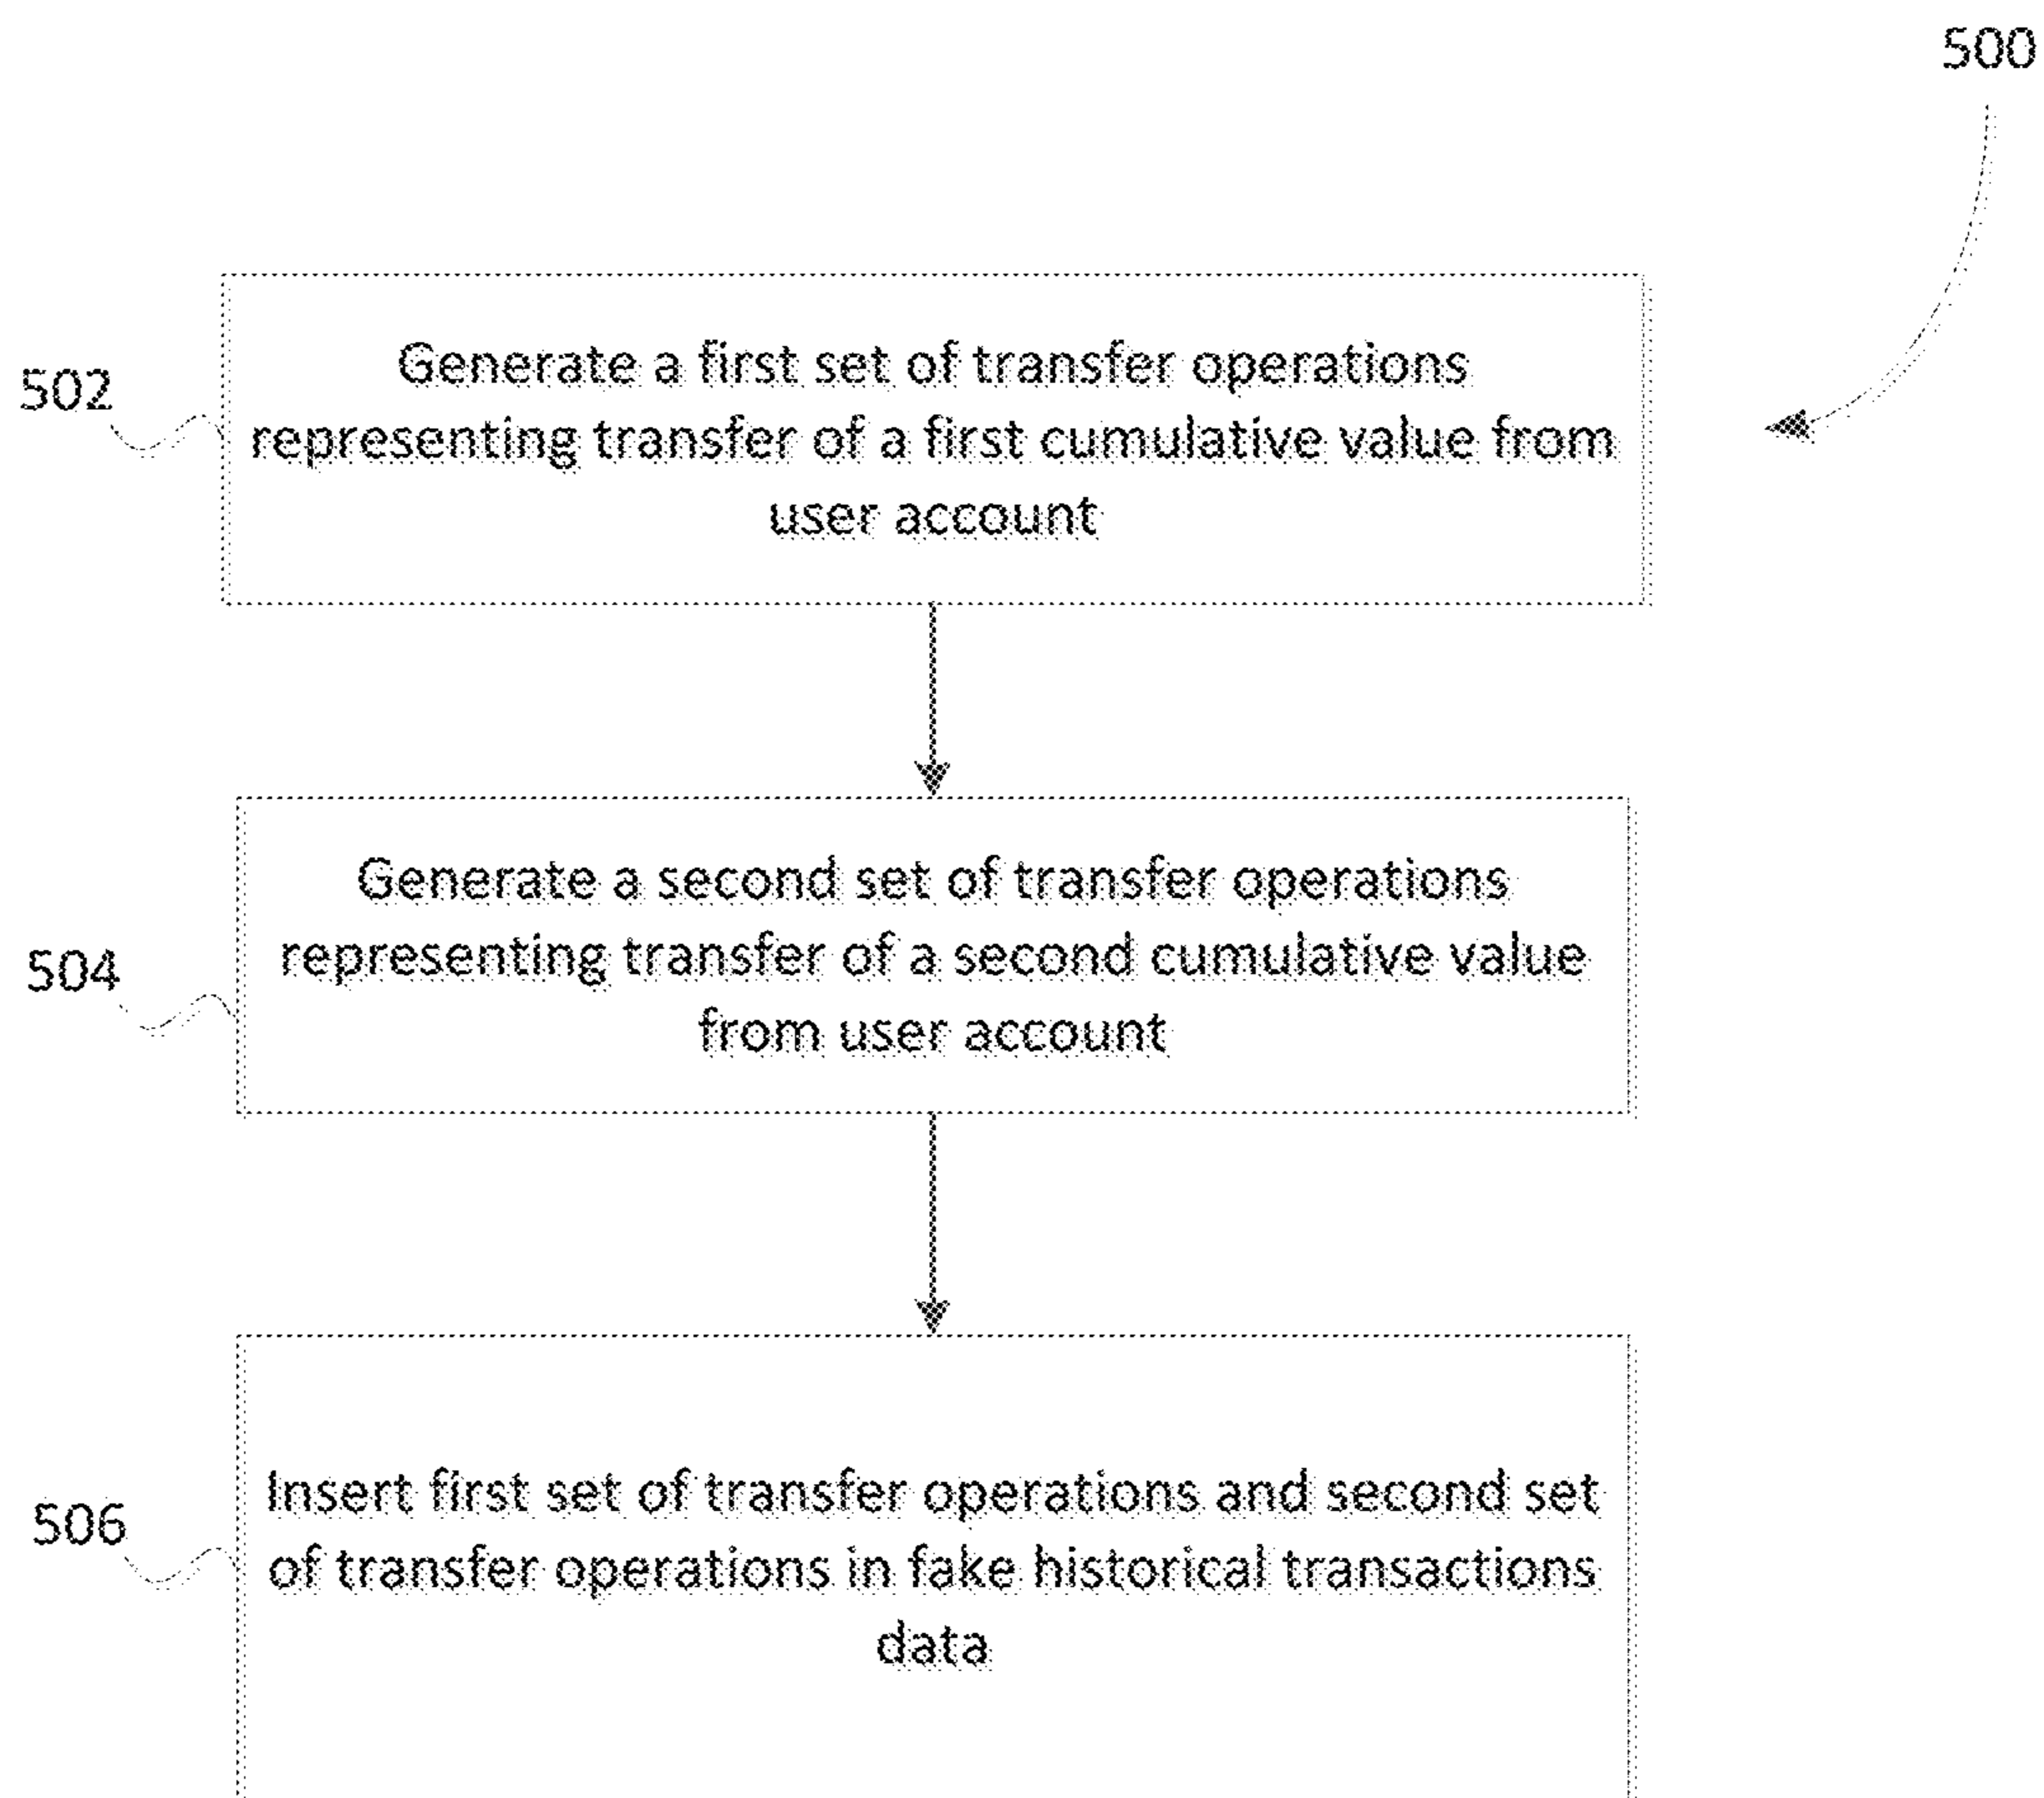 500
502
Generate a first set of transfer operations
representing transfer of a first cumulative value from
user account
504
Generate a second set of transfer operations
representing transfer of a second cumulative value
from user account
506
Insert first set of transfer operations and second set
of transfer operations in fake historical transactions
data